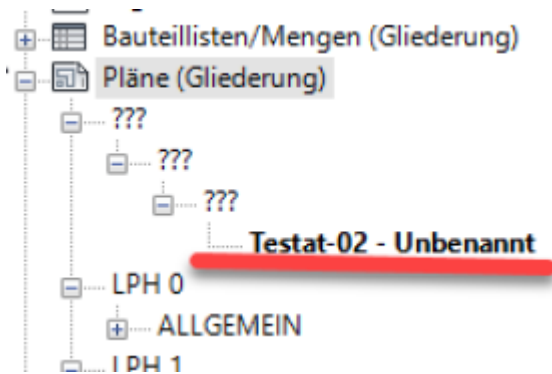 Bauteillisten/Mengen (Gliederung)
Pläne (Gliederung)
???
???
???
Testat-02 - Unbenannt
LPH 0
ALLGEMEIN
LPH 1